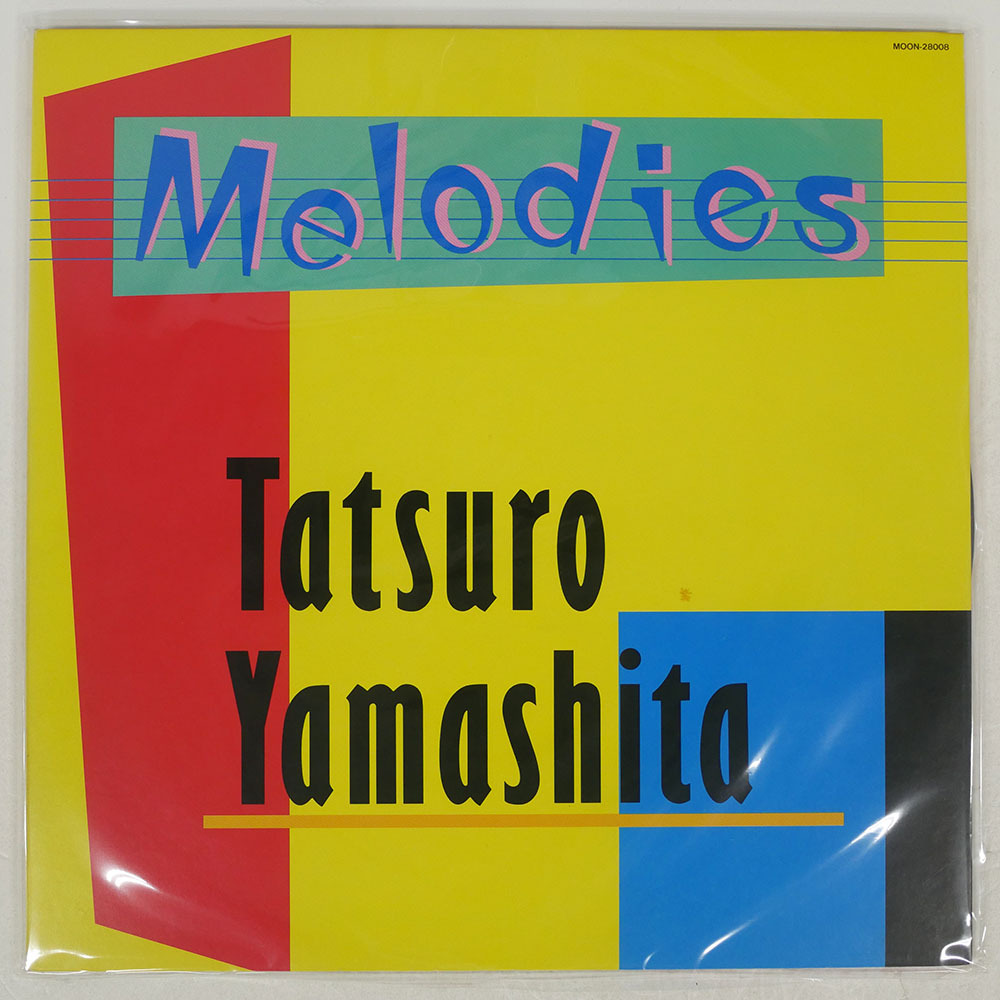 MOON-28008
Melodies
Tatsuro
Yamashita